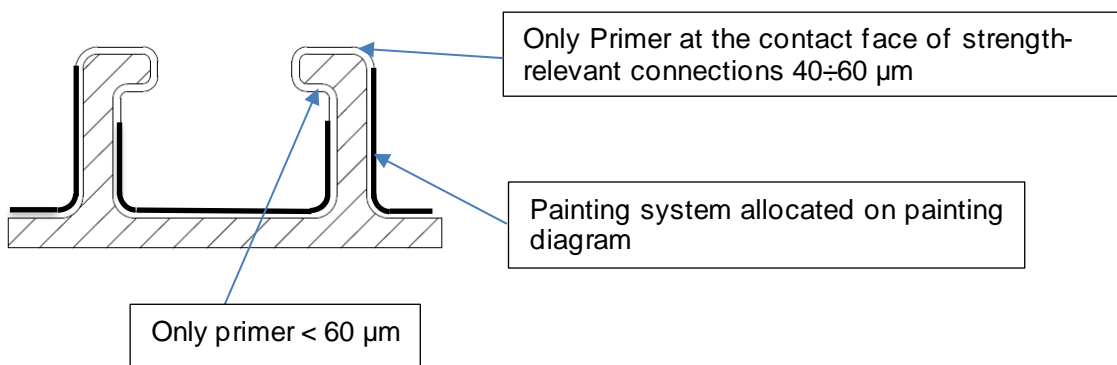 Only Primer at the contact face of strength-
relevant connections 40÷60 µm
Painting system allocated on painting
diagram
Only primer < 60 µm